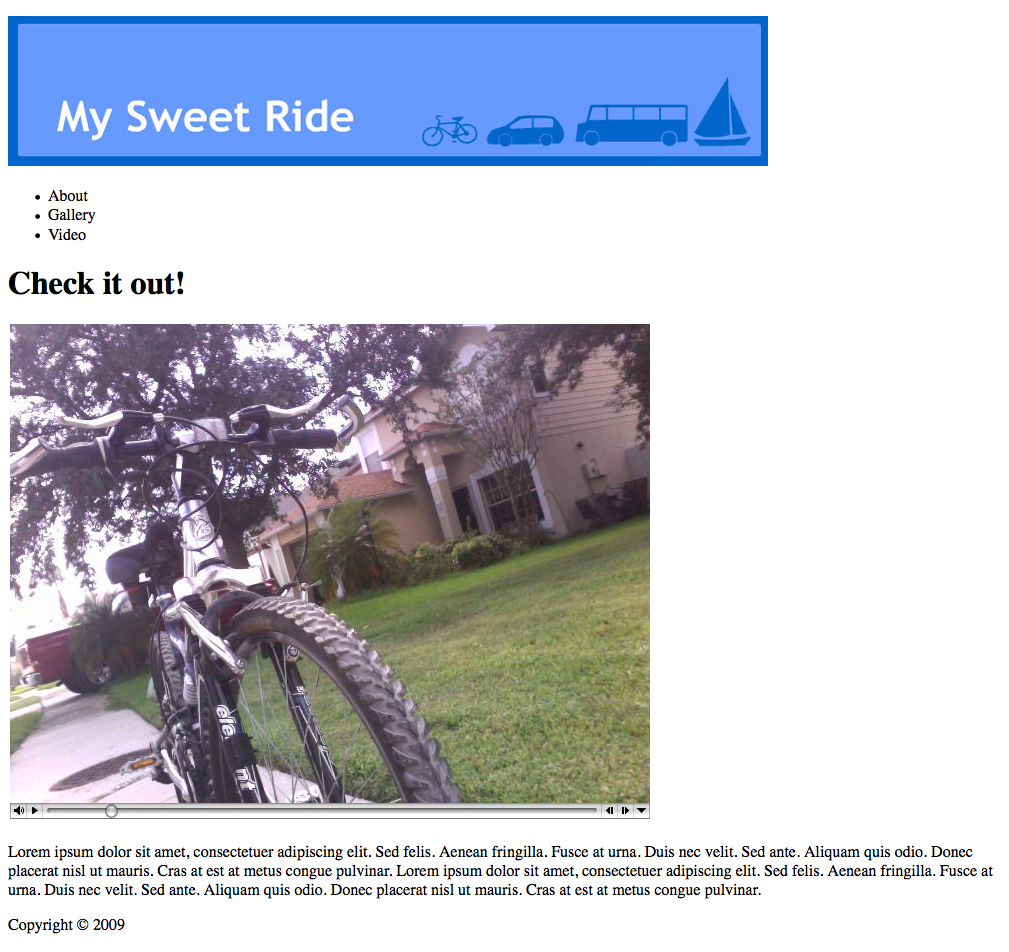 My Sweet Ride
About
Gallery
Video
Check it out!
element
Lorem ipsum dolor sit amet, consectetuer adipiscing elit. Sed felis. Aenean fringilla. Fusce at urna. Duis nec velit. Sed ante. Aliquam quis odio. Donec
placerat nisl ut mauris. Cras at est at metus congue pulvinar. Lorem ipsum dolor sit amet, consectetuer adipiscing elit. Sed felis. Aenean fringilla. Fusce at
urna. Duis nec velit. Sed ante. Aliquam quis odio. Donec placerat nisl ut mauris. Cras at est at metus congue pulvinar.
Copyright © 2009